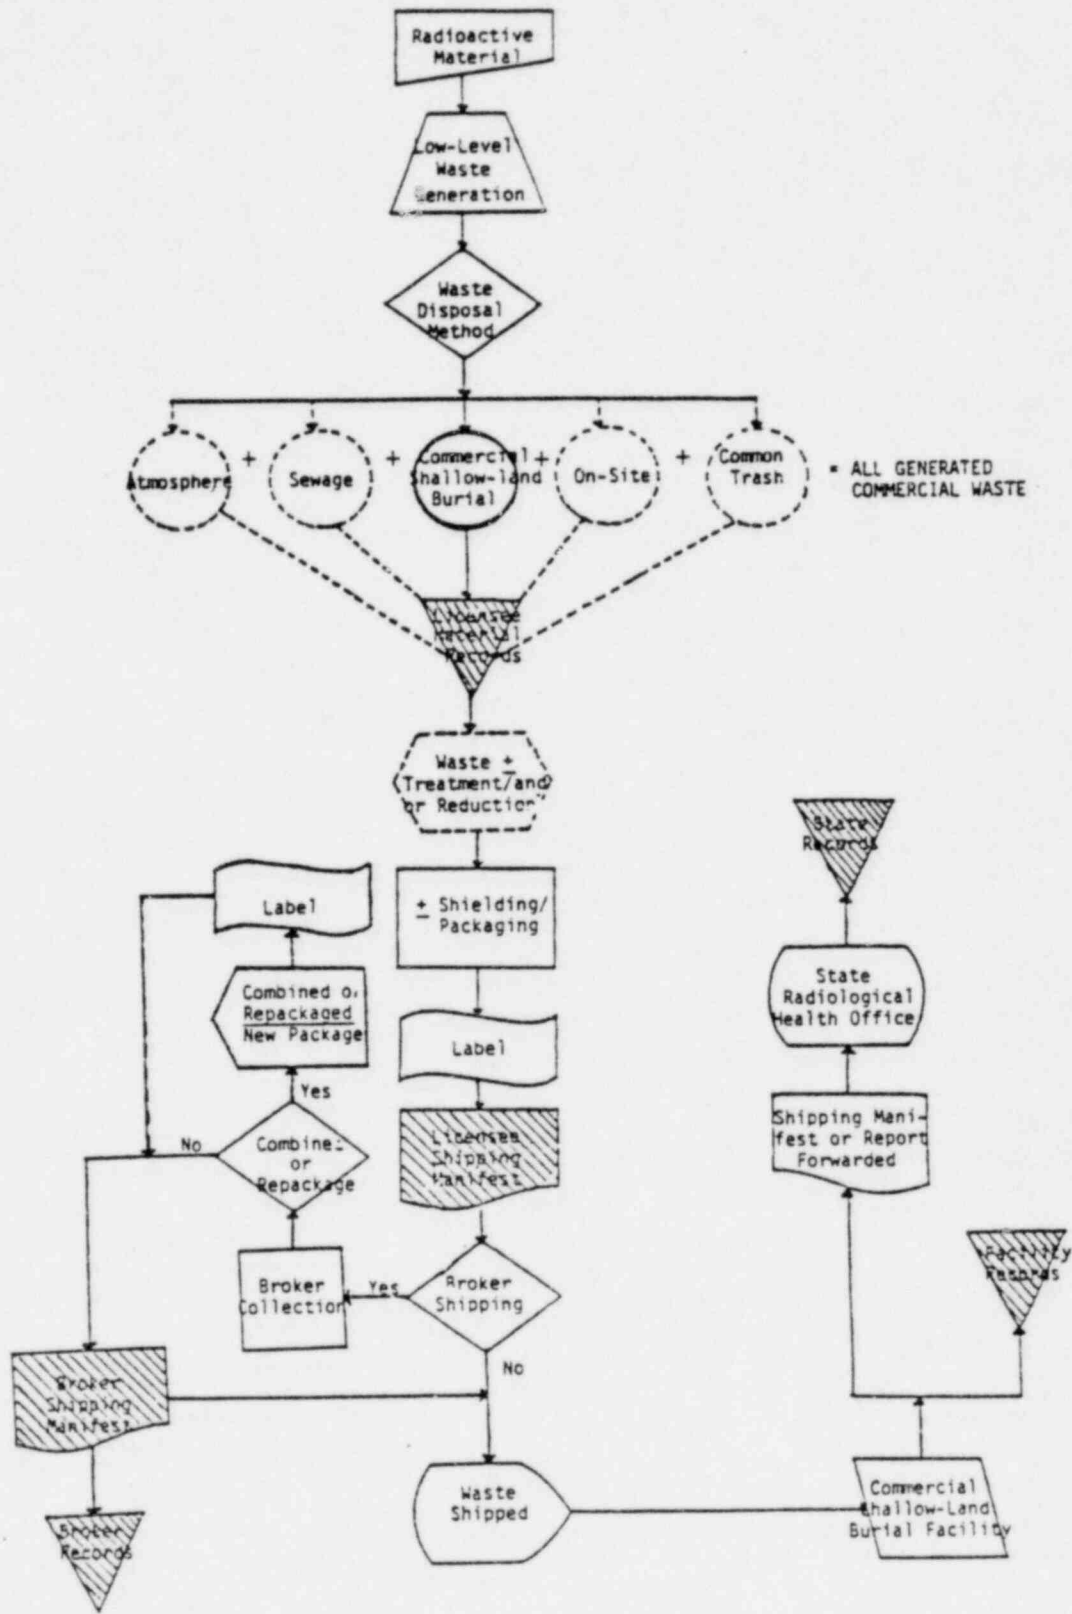 Radioactive
Material
Low-Level
Waste
Generation
Waste
Disposal
Method
Atmosphere
+
Sewage
+
Commercial
Shallow-land
Burial
+
On-Site
+
Common
Trash
= ALL GENERATED
COMMERCIAL WASTE
Licensee
Material
Records
Waste ±
Treatment/and
or Reduction
± Shielding/
Packaging
Label
Licensee
Shipping
Manifest
Broker
Shipping
Yes
No
Broker
Collection
Combined
or
Repackage
Yes
No
Combined or
Repackaged
New Package
Label
Broker
Shipping
Manifest
Broker
Records
Waste
Shipped
Commercial
Shallow-Land
Burial Facility
Facility
Records
Shipping Mani-
fest or Report
Forwarded
State
Radiological
Health Office
State
Records